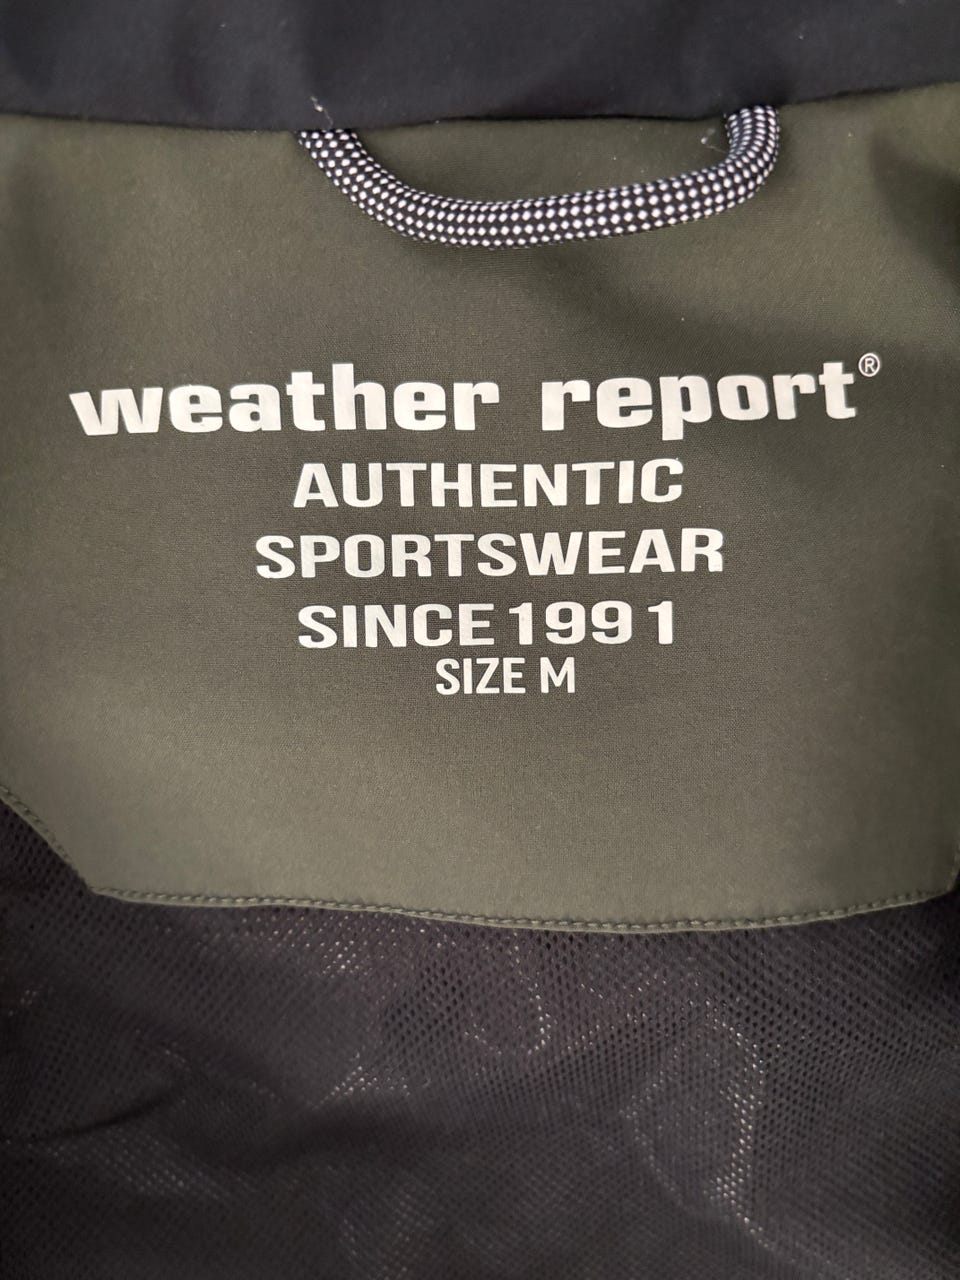 weather report®
AUTHENTIC
SPORTSWEAR
SINCE 1991
SIZE M